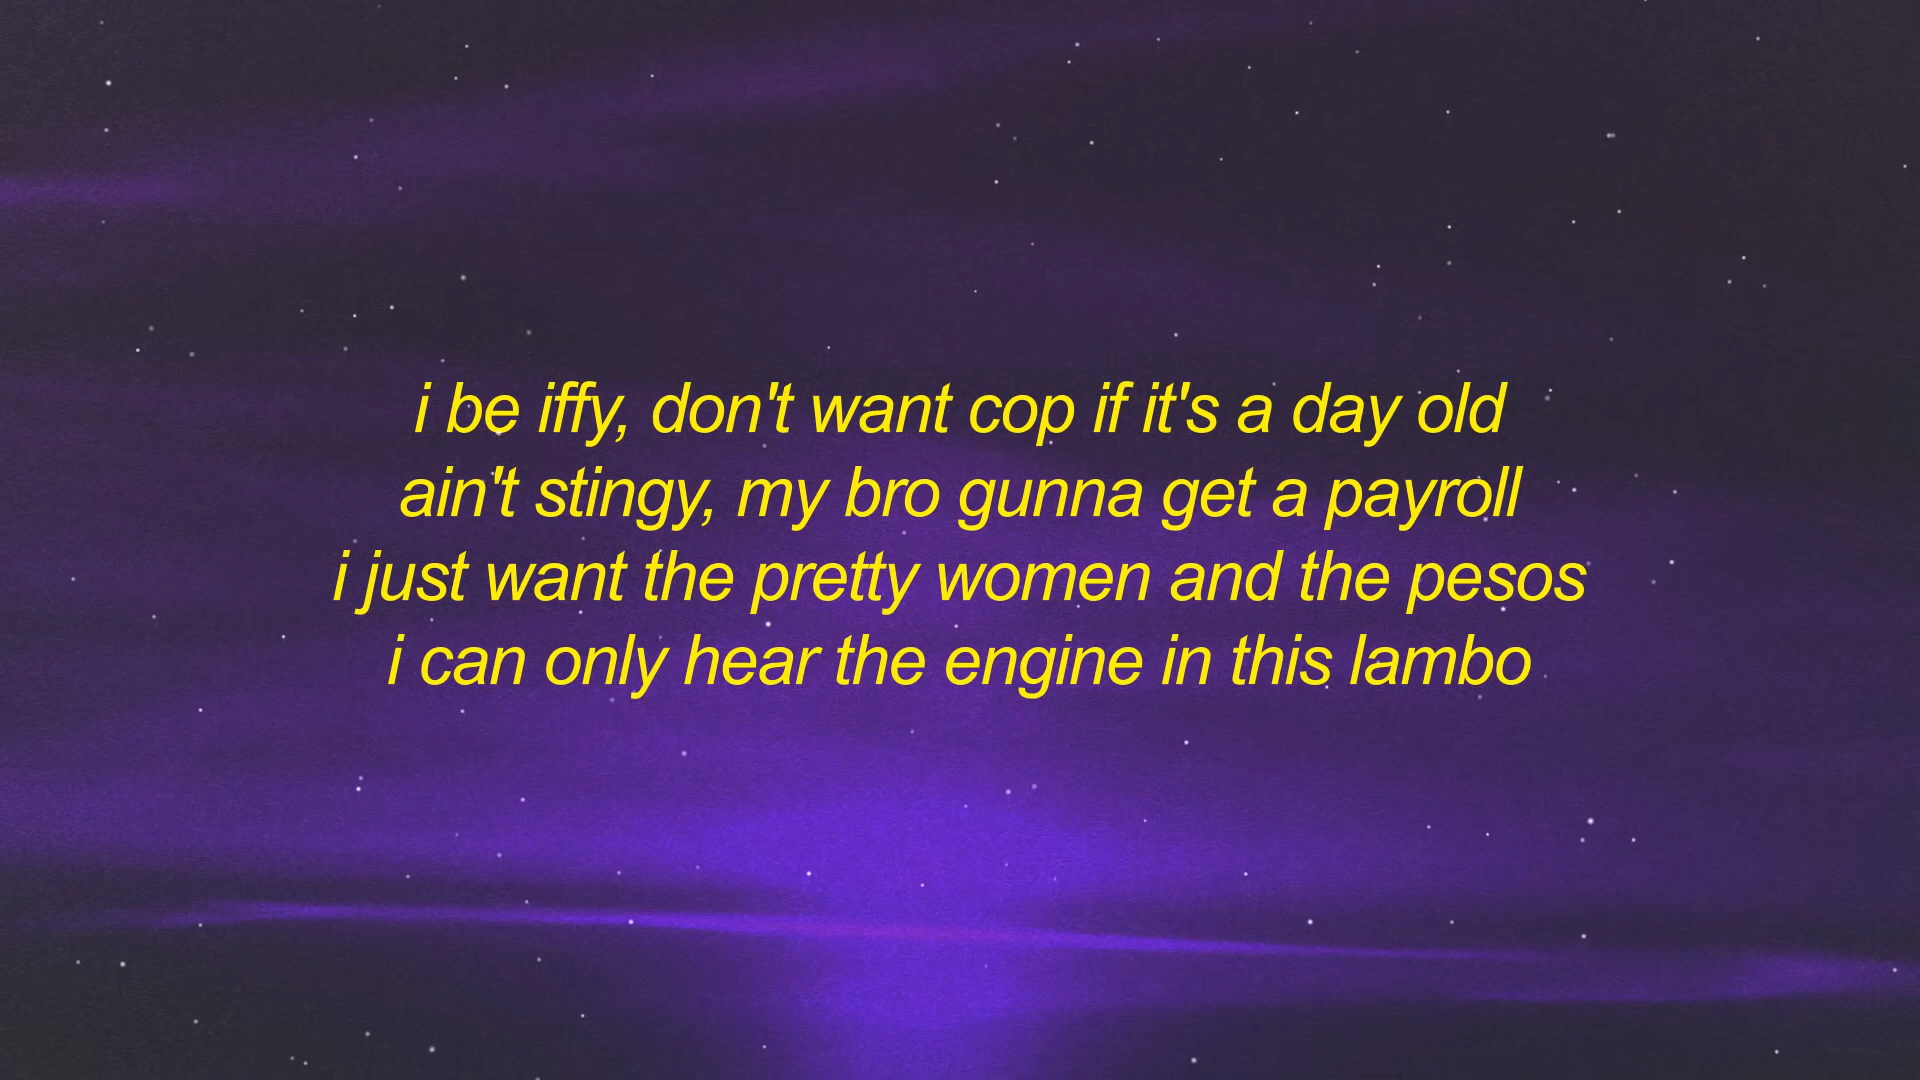 i be iffy, don't want cop if it's a day old
ain't stingy, my bro gunna get a payroll
i just want the pretty women and the pesos
i can only hear the engine in this lambo